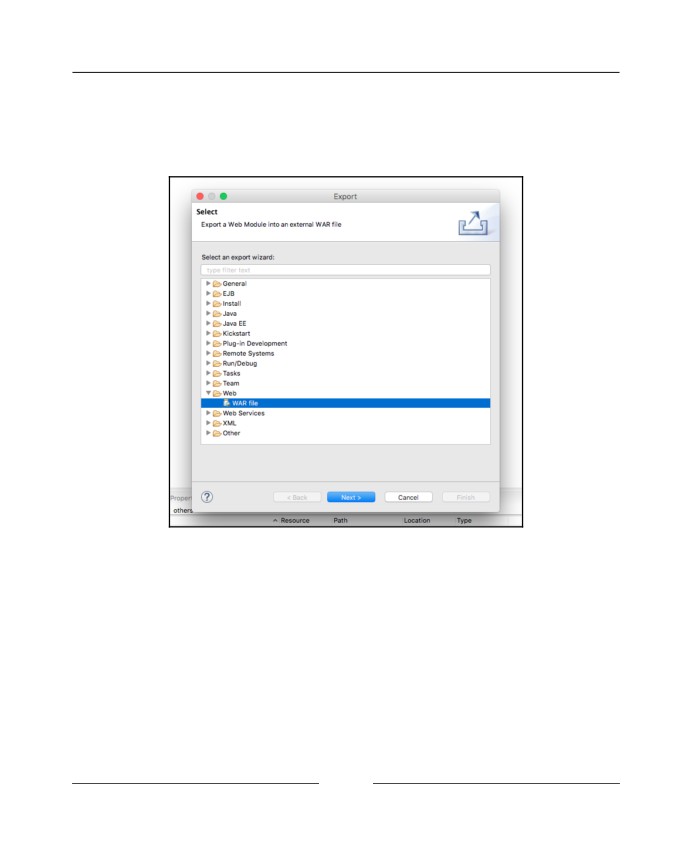 Export
Select
Export a Web Module into an external WAR file
Select an export wizard:
type filter text
General
EJB
Install
Java
Java EE
Kickstart
Plug-in Development
Remote Systems
Run/Debug
Tasks
Team
Web
WAR file
Web Services
XML
Other
Proper
?
< Back
Next >
Cancel
Finish
others
Resource Path Location Type